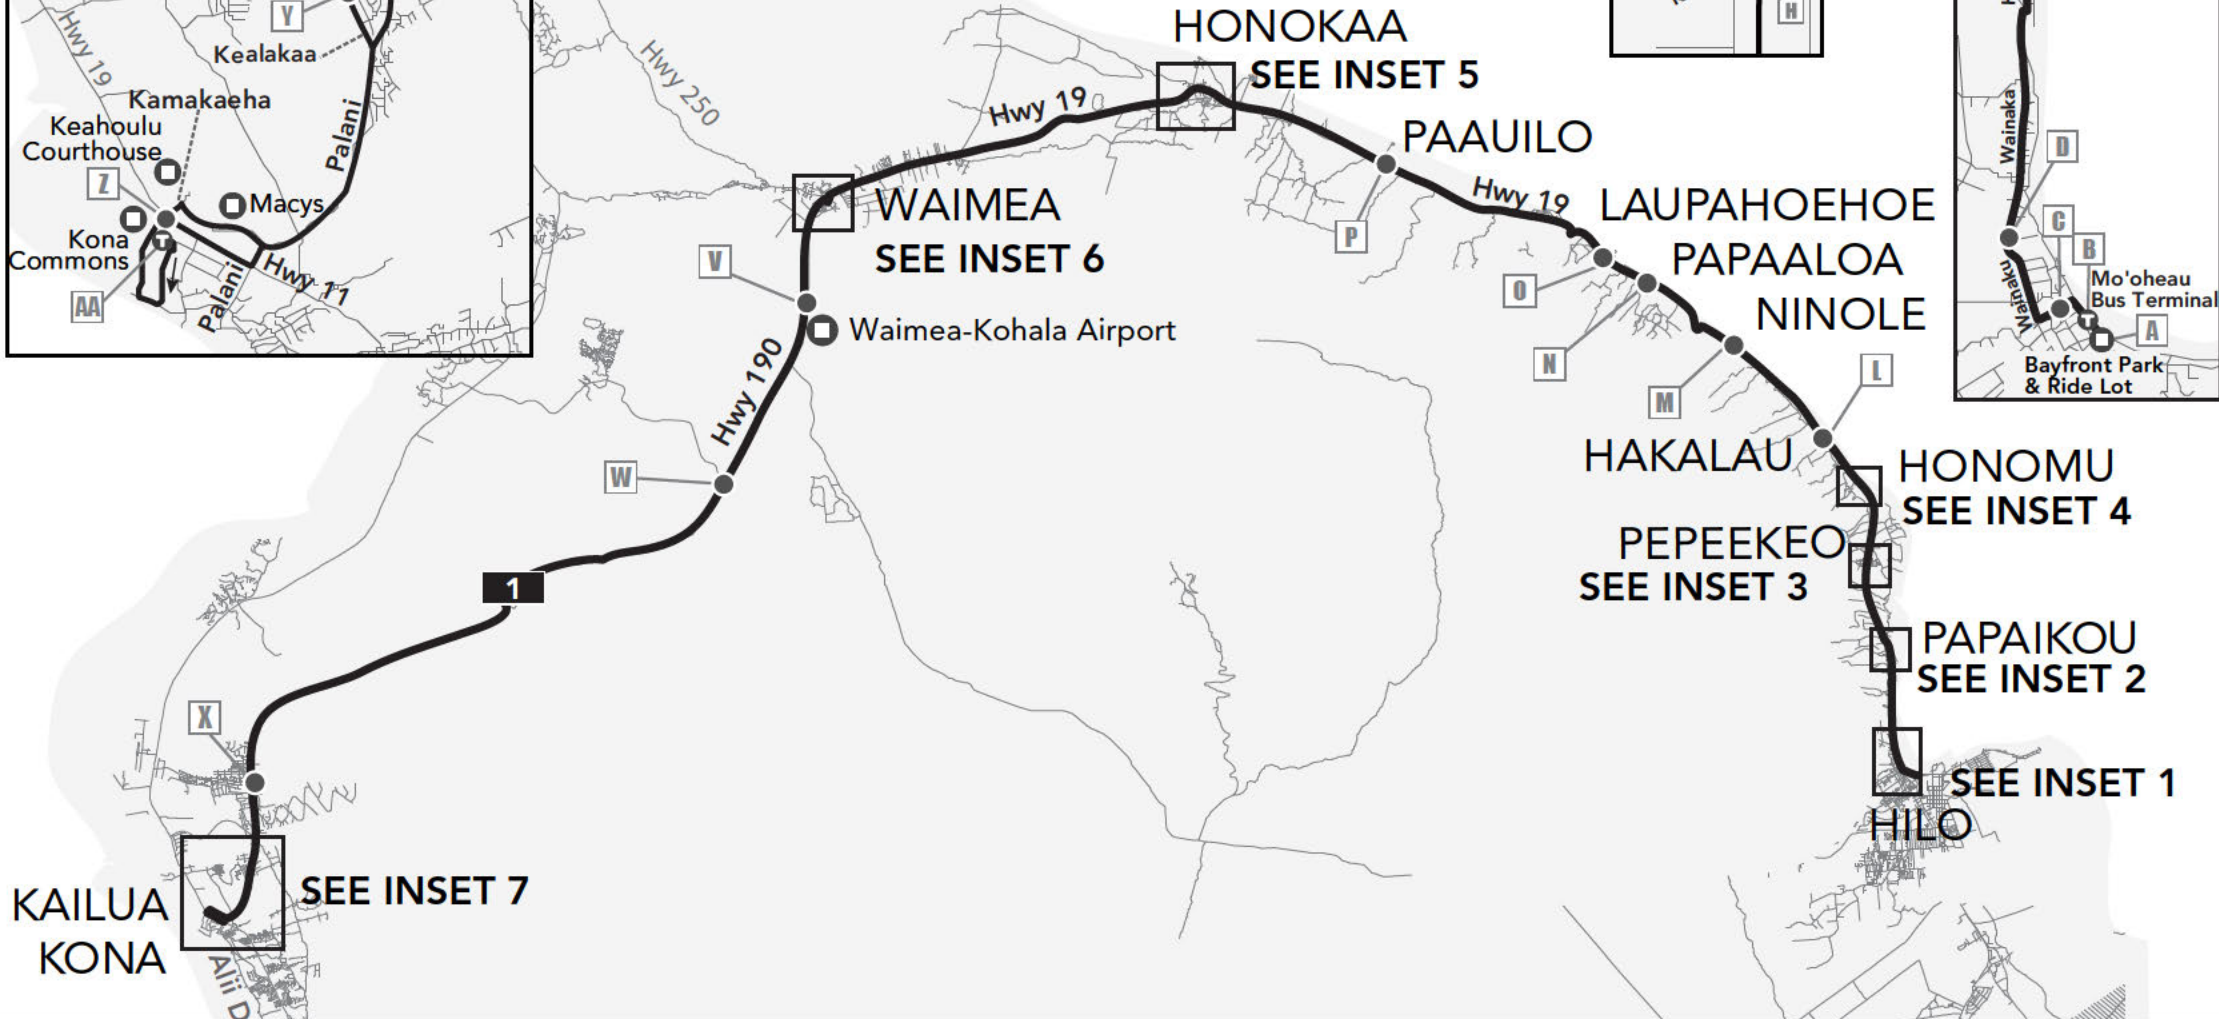 Y
Hwy 19
Kealakaa
Kamakaeha
Keahoulu
Courthouse
Palani
Z
Macys
Kona
Commons
T
Hwy 11
Palani
AA
Hwy 250
HONOKAA
SEE INSET 5
Hwy 19
PAAUILO
Hwy 19
P
WAIMEA
SEE INSET 6
LAUPAHOEHOE
PAPAALOA
NINOLE
V
O
Waimea-Kohala Airport
N
M
L
Hwy 190
W
HAKALAU
HONOMU
SEE INSET 4
PEPEEKEO
SEE INSET 3
1
PAPAIKOU
SEE INSET 2
X
SEE INSET 1
HILO
KAILUA
KONA
SEE INSET 7
Alii D
H
Wainaka
D
C
B
Wainaku
Mo'oheau
Bus Terminal
T
A
Bayfront Park
& Ride Lot